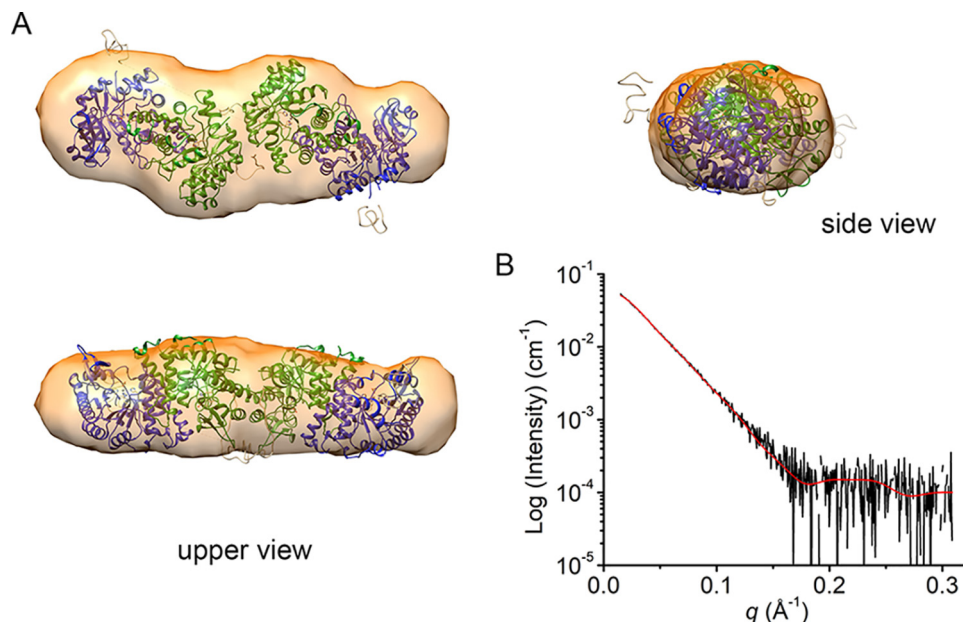 A
side view
B
10⁻¹
10⁻²
10⁻³
10⁻⁴
10⁻⁵
Log (Intensity) (cm⁻¹)
0.0 0.1 0.2 0.3
q (Å⁻¹)
upper view